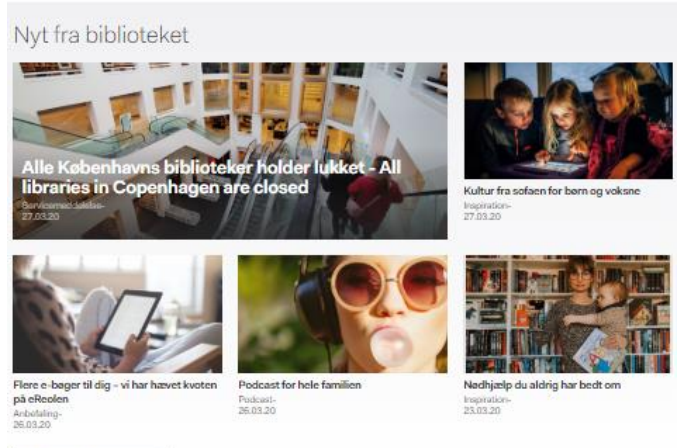 Nyt fra biblioteket
Alle Københavns biblioteker holder lukket - All
libraries in Copenhagen are closed
Servicemeddelelse-
27.03.20
Kultur fra sofaen for børn og voksne
Inspiration-
27.03.20
Flere e-bøger til dig – vi har hævet kvoten
på eReolen
Anbefaling-
26.03.20
Podcast for hele familien
Podcast-
26.03.20
Nødhjælp du aldrig har bedt om
Inspiration-
23.03.20